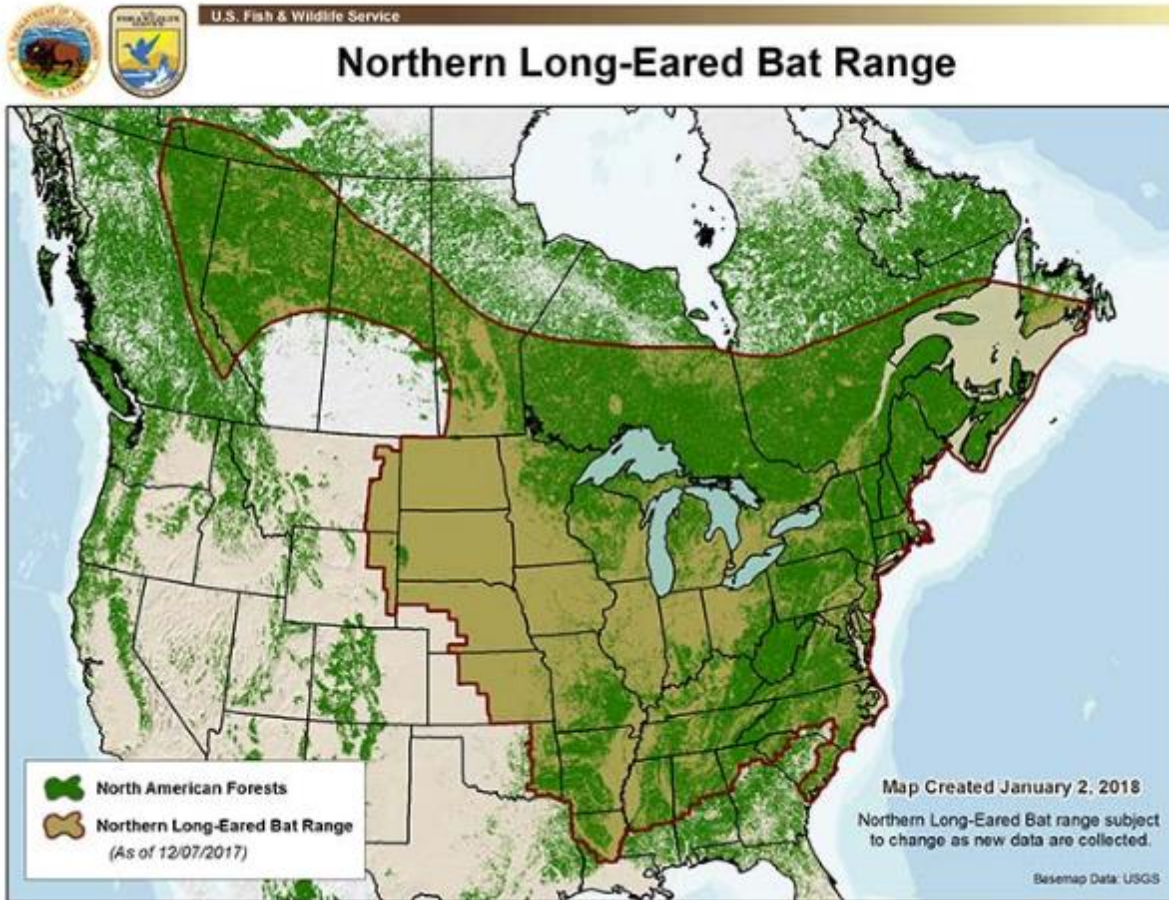 U.S. Fish & Wildlife Service
Northern Long-Eared Bat Range
North American Forests
Northern Long-Eared Bat Range
(As of 12/07/2017)
Map Created January 2, 2018
Northern Long-Eared Bat range subject
to change as new data are collected.
Basemap Data: USGS